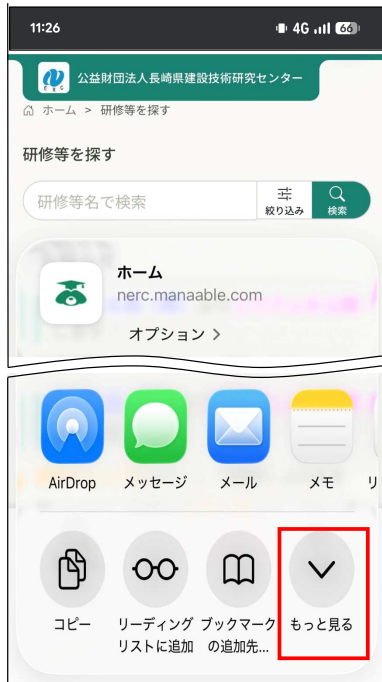 11:26
4G 66
公益財団法人長崎県建設技術研究センター
ホーム > 研修等を探す
研修等を探す
研修等名で検索
絞り込み
検索
ホーム
nerc.manaable.com
オプション >
AirDrop
メッセージ
メール
メモ
リ
コピー
リーディング
リストに追加
ブックマーク
の追加先...
もっと見る